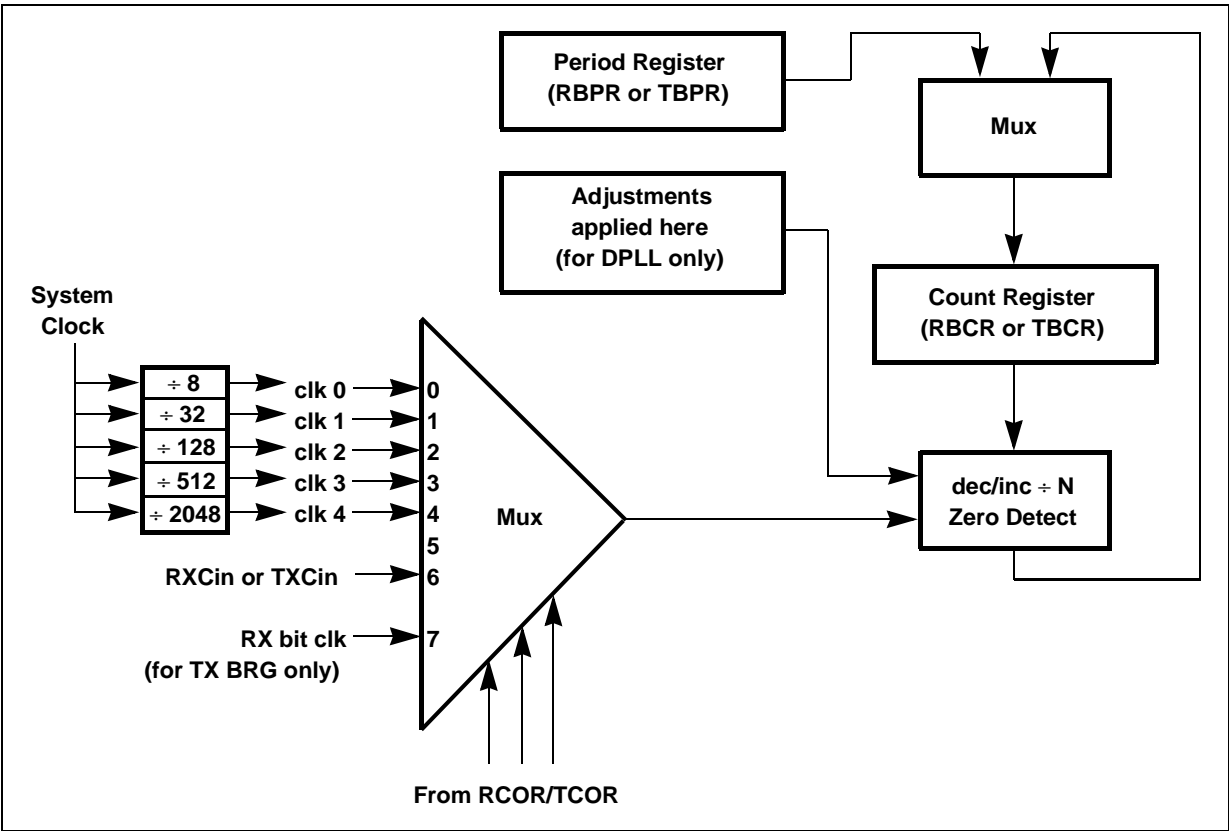 Period Register
(RBPR or TBPR)
Mux
Adjustments
applied here
(for DPLL only)
Count Register
(RBCR or TBCR)
System
Clock
÷ 8
÷ 32
÷ 128
÷ 512
÷ 2048
clk 0
clk 1
clk 2
clk 3
clk 4
0
1
2
3
4
5
6
7
Mux
dec/inc ÷ N
Zero Detect
RXCin or TXCin
RX bit clk
(for TX BRG only)
From RCOR/TCOR